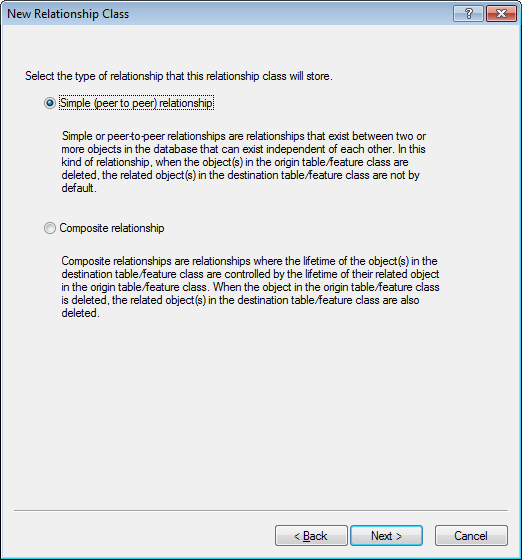 New Relationship Class
?
Select the type of relationship that this relationship class will store.
Simple (peer to peer) relationship
Simple or peer-to-peer relationships are relationships that exist between two or
more objects in the database that can exist independent of each other. In this
kind of relationship, when the object(s) in the origin table/feature class are
deleted, the related object(s) in the destination table/feature class are not by
default.
Composite relationship
Composite relationships are relationships where the lifetime of the object(s) in the
destination table/feature class are controlled by the lifetime of their related object
in the origin table/feature class. When the object in the origin table/feature class
is deleted, the related object(s) in the destination table/feature class are also
deleted.
< Back Next > Cancel